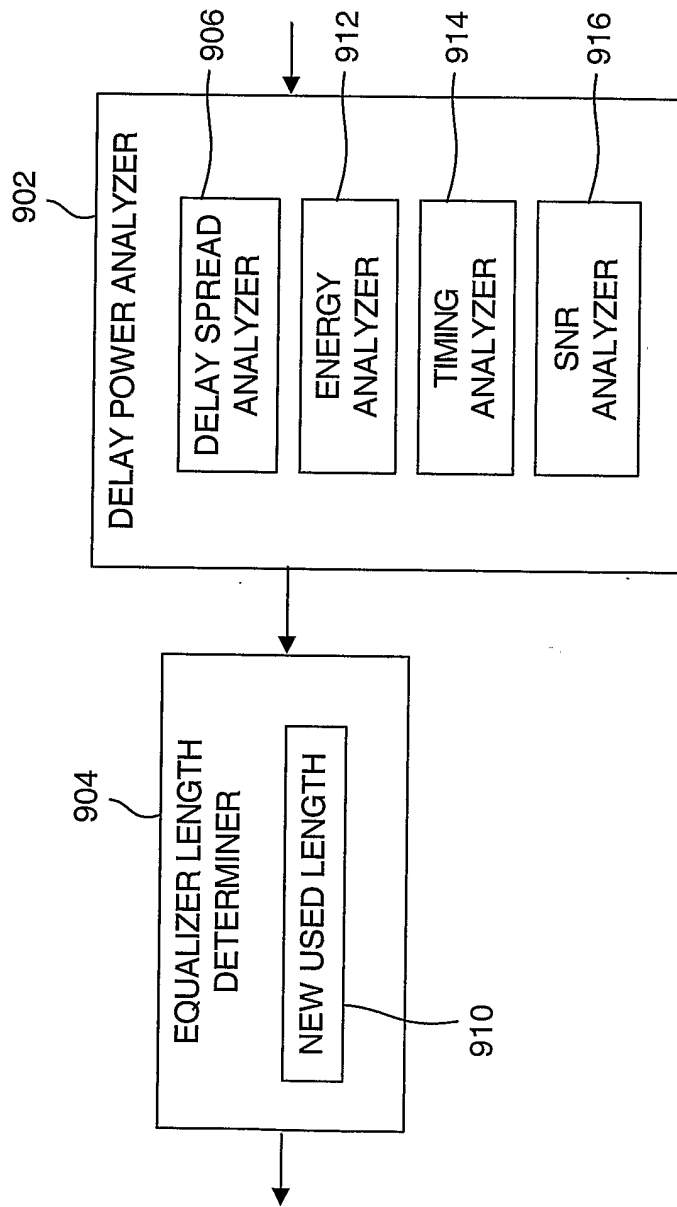 902
DELAY POWER ANALYZER
906
DELAY SPREAD
ANALYZER
912
ENERGY
ANALYZER
914
TIMING
ANALYZER
916
SNR
ANALYZER
904
EQUALIZER LENGTH
DETERMINER
NEW USED LENGTH
910